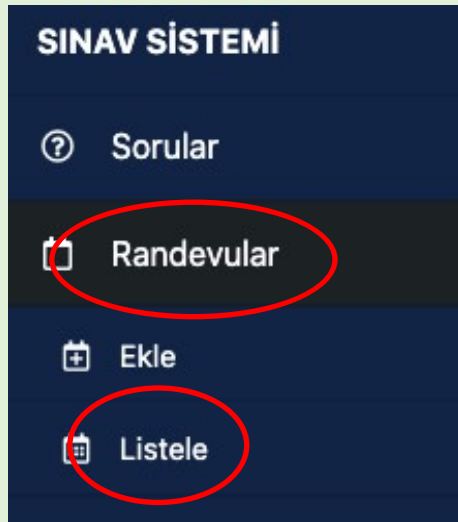 SINAV SİSTEMİ
Sorular
Randevular
Ekle
Listele